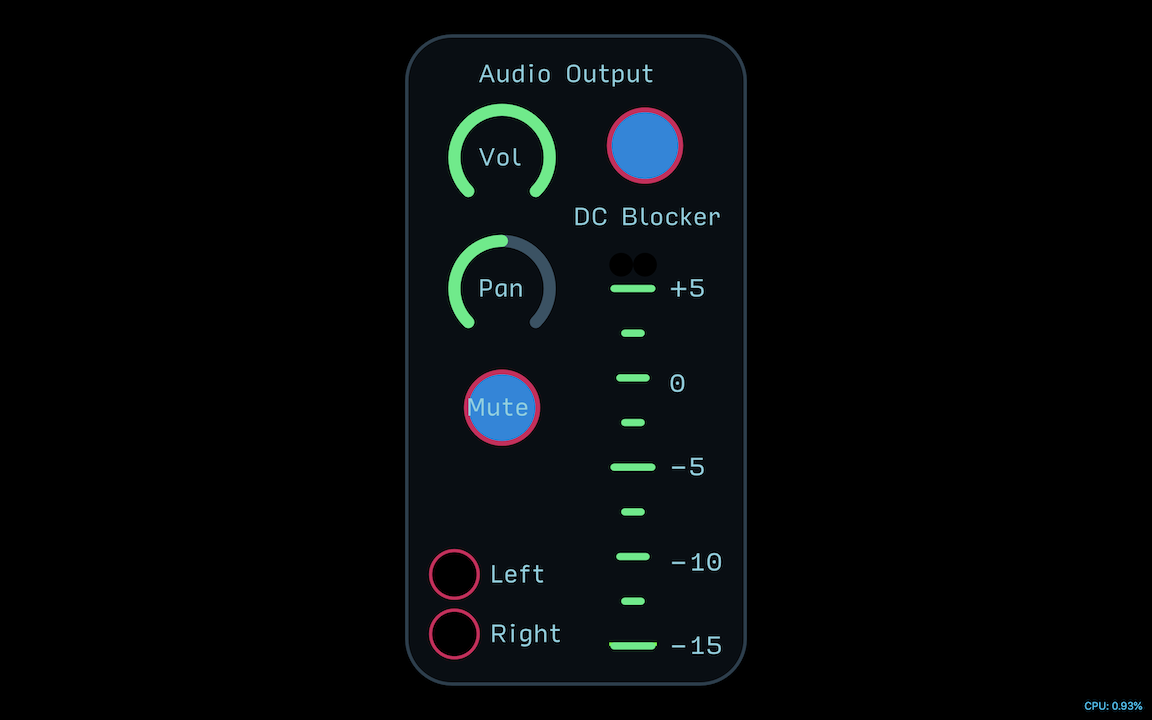 Audio Output
Vol
DC Blocker
Pan
+5
0
Mute
−5
−10
Left
Right
−15
CPU: 0.93%